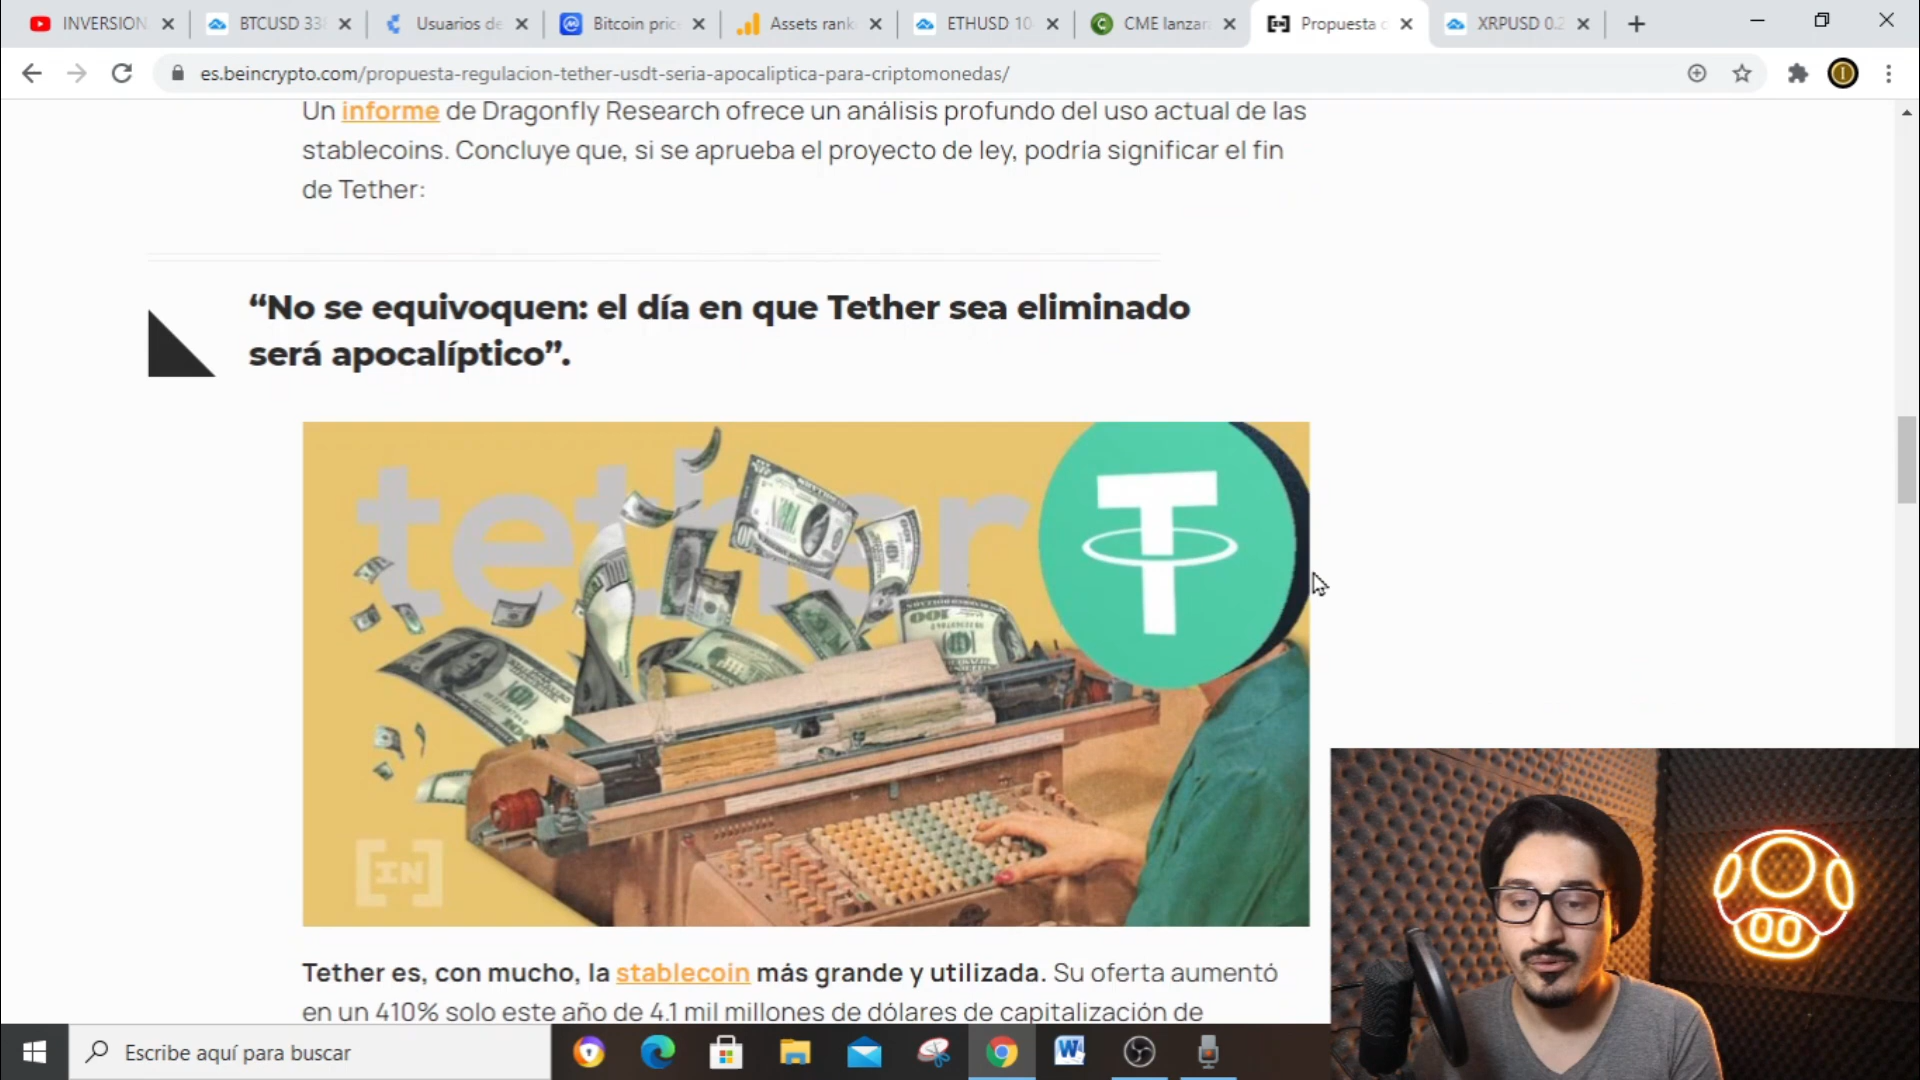 INVERSION
BTCUSD 33
Usuarios de
Bitcoin pric
Assets rank
ETHUSD 10
CME lanzar
Propuesta c
XRPUSD 0.2
es.beincrypto.com/propuesta-regulacion-tether-usdt-seria-apocaliptica-para-criptomonedas/
Un informe de Dragonfly Research ofrece un análisis profundo del uso actual de las
stablecoins. Concluye que, si se aprueba el proyecto de ley, podría significar el fin
de Tether:
“No se equivoquen: el día en que Tether sea eliminado
será apocalíptico”.
tether
[IN]
Tether es, con mucho, la stablecoin más grande y utilizada. Su oferta aumentó
en un 410% solo este año de 4.1 mil millones de dólares de capitalización de
Escribe aquí para buscar